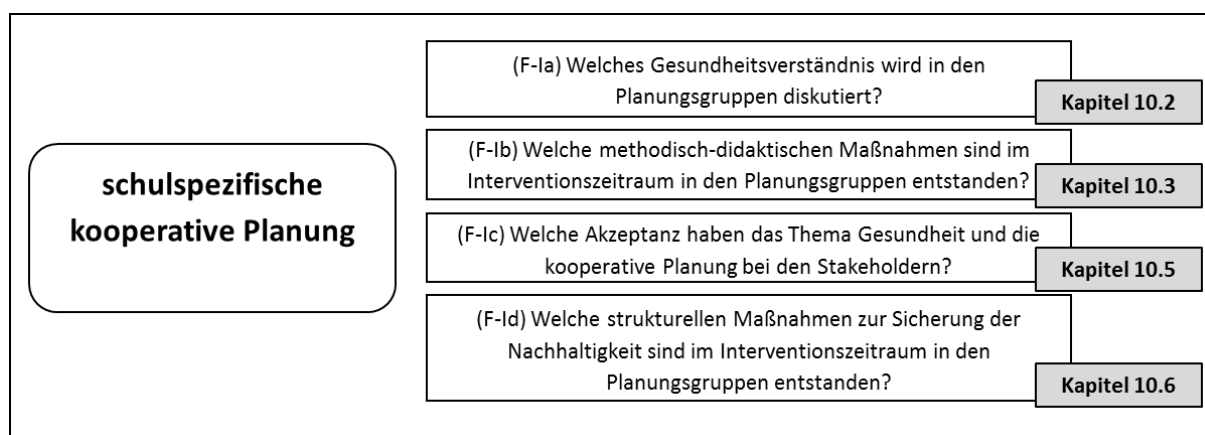 schulspezifische
kooperative Planung
(F-Ia) Welches Gesundheitsverständnis wird in den
Planungsgruppen diskutiert?
Kapitel 10.2
(F-Ib) Welche methodisch-didaktischen Maßnahmen sind im
Interventionszeitraum in den Planungsgruppen entstanden?
Kapitel 10.3
(F-Ic) Welche Akzeptanz haben das Thema Gesundheit und die
kooperative Planung bei den Stakeholdern?
Kapitel 10.5
(F-Id) Welche strukturellen Maßnahmen zur Sicherung der
Nachhaltigkeit sind im Interventionszeitraum in den
Planungsgruppen entstanden?
Kapitel 10.6